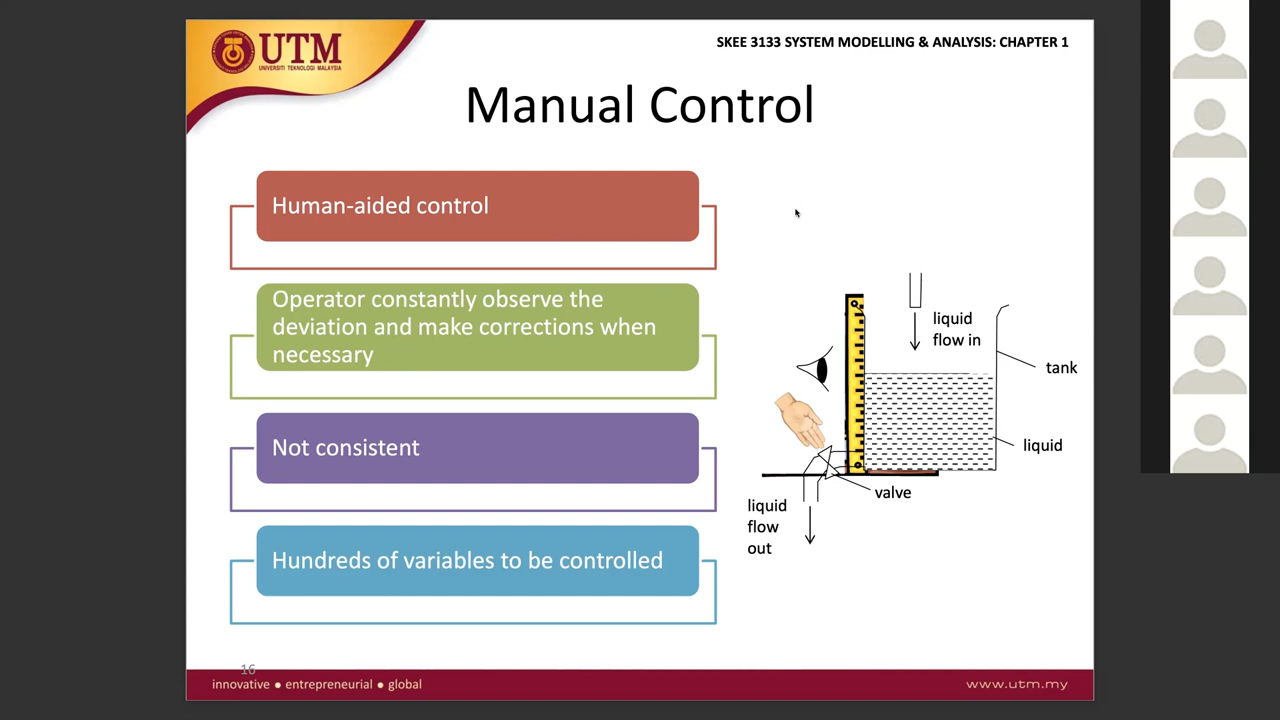 UTM
UNIVERSITI TEKNOLOGI MALAYSIA
SKEE 3133 SYSTEM MODELLING & ANALYSIS: CHAPTER 1
Manual Control
Human-aided control
Operator constantly observe the
deviation and make corrections when
necessary
Not consistent
Hundreds of variables to be controlled
liquid
flow in
tank
liquid
valve
liquid
flow
out
16
innovative ● entrepreneurial ● global
www.utm.my